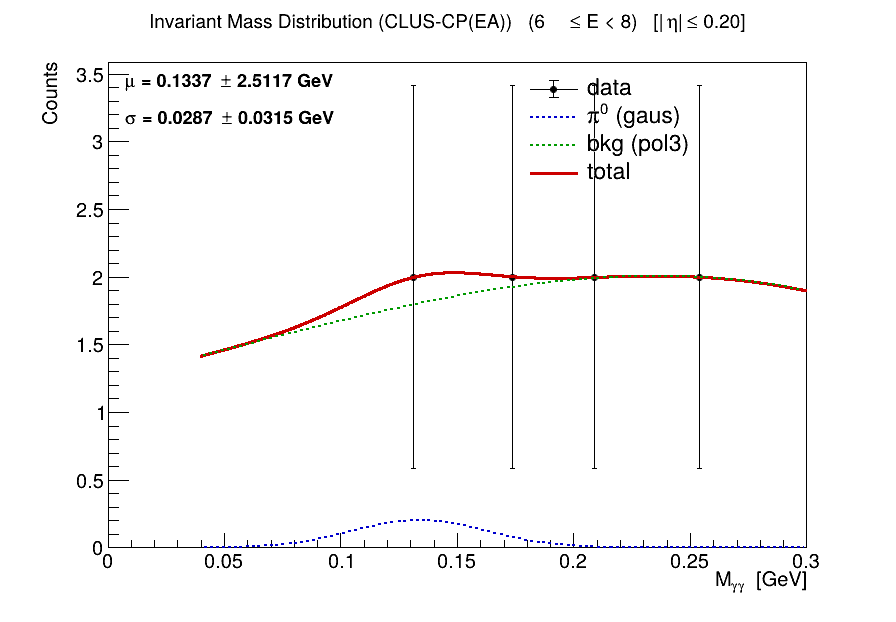 Invariant Mass Distribution (CLUS-CP(EA)) (6 ≤ E < 8) [|η| ≤ 0.20]
Counts
μ = 0.1337 ± 2.5117 GeV
σ = 0.0287 ± 0.0315 GeV
data
π⁰ (gaus)
bkg (pol3)
total
3.5
3
2.5
2
1.5
1
0.5
0
0 0.05 0.1 0.15 0.2 0.25 0.3
Mγγ [GeV]